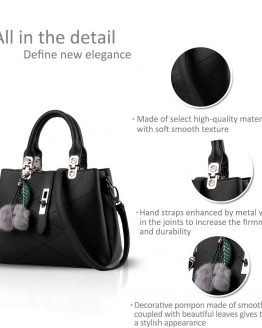 All in the detail
Define new elegance
· Made of select high-quality mater
with soft smooth texture
· Hand straps enhanced by metal w
in the joints to increase the firmn
and durability
· Decorative pompon made of smooth
coupled with beautiful leaves gives t
a stylish appearance